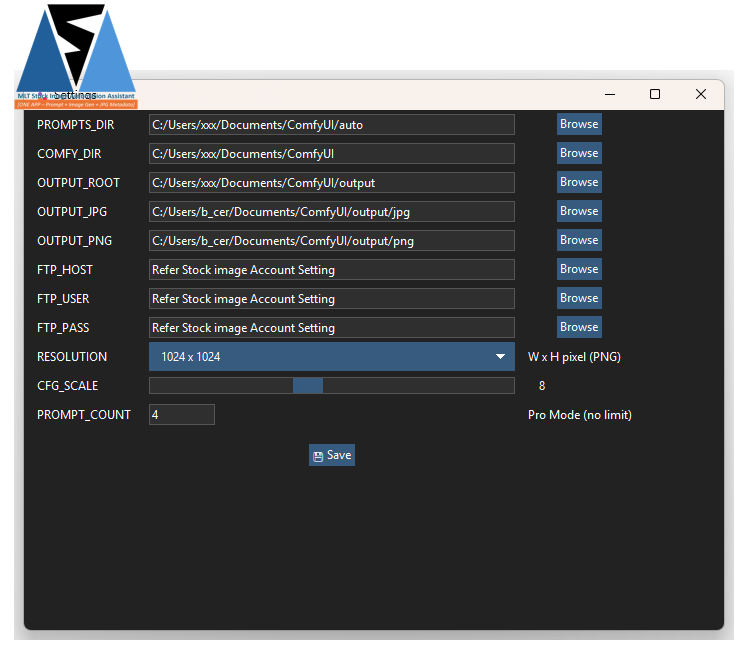 Settings
MLT Stock Im sion Assistant
(ONE APP – Prompt + Image Gen + JPG Metadata)
PROMPTS_DIR C:/Users/xxx/Documents/ComfyUI/auto Browse
COMFY_DIR C:/Users/xxx/Documents/ComfyUI Browse
OUTPUT_ROOT C:/Users/xxx/Documents/ComfyUI/output Browse
OUTPUT_JPG C:/Users/b_cer/Documents/ComfyUI/output/jpg Browse
OUTPUT_PNG C:/Users/b_cer/Documents/ComfyUI/output/png Browse
FTP_HOST Refer Stock image Account Setting Browse
FTP_USER Refer Stock image Account Setting Browse
FTP_PASS Refer Stock image Account Setting Browse
RESOLUTION 1024 x 1024 W x H pixel (PNG)
CFG_SCALE 8
PROMPT_COUNT 4 Pro Mode (no limit)
Save